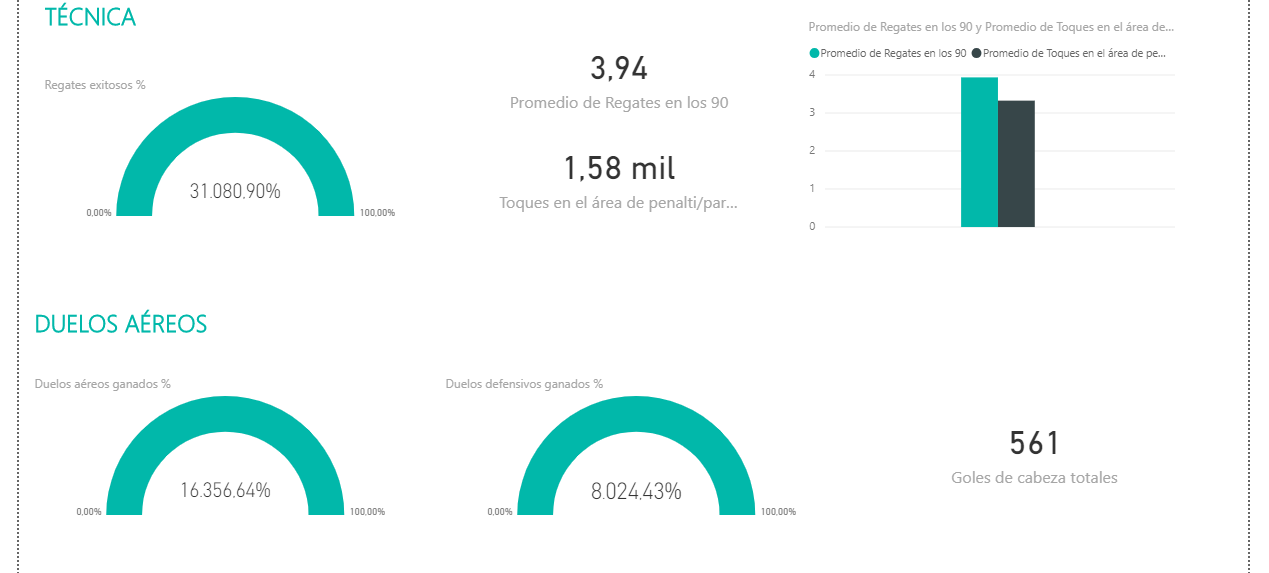 TÉCNICA
Regates exitosos %
31.080,90%
0,00%
100,00%
3,94
Promedio de Regates en los 90
1,58 mil
Toques en el área de penalti/par...
Promedio de Regates en los 90 y Promedio de Toques en el área de...
Promedio de Regates en los 90 Promedio de Toques en el área de pe...
4
3
2
1
0
DUELOS AÉREOS
Duelos aéreos ganados %
16.356,64%
0,00%
100,00%
Duelos defensivos ganados %
8.024,43%
0,00%
100,00%
561
Goles de cabeza totales